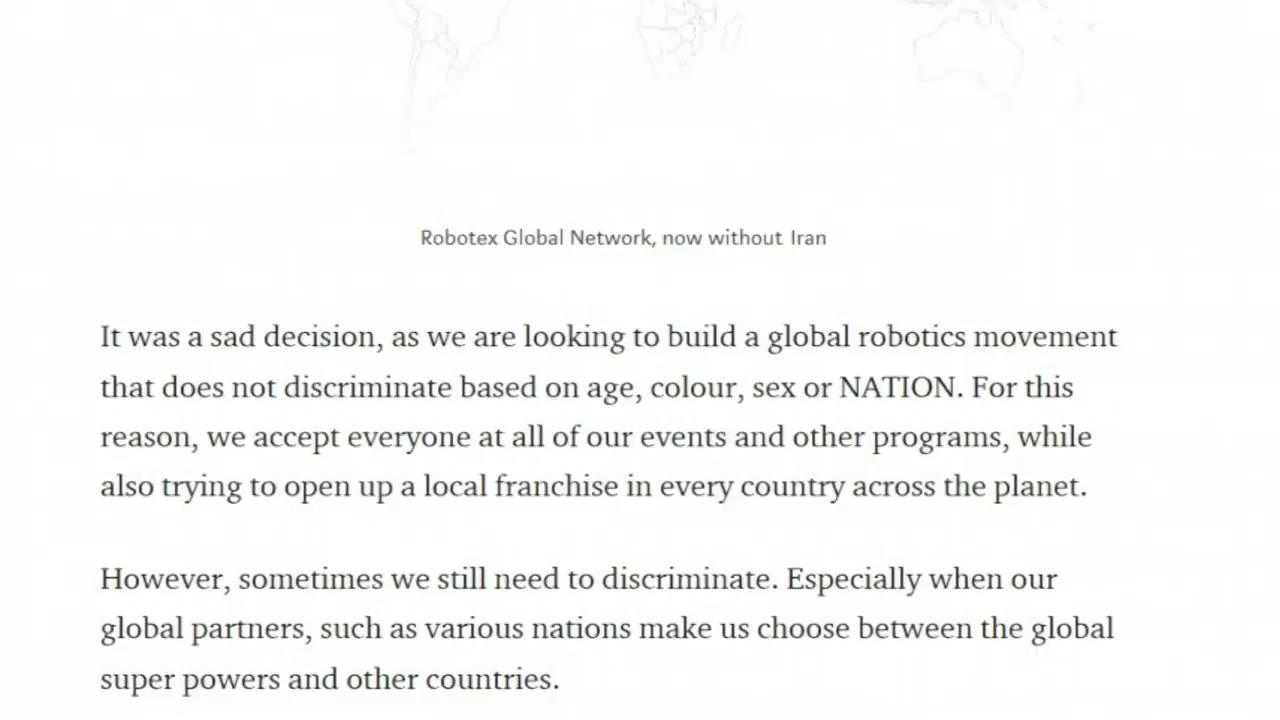 Robotex Global Network, now without Iran
It was a sad decision, as we are looking to build a global robotics movement
that does not discriminate based on age, colour, sex or NATION. For this
reason, we accept everyone at all of our events and other programs, while
also trying to open up a local franchise in every country across the planet.
However, sometimes we still need to discriminate. Especially when our
global partners, such as various nations make us choose between the global
super powers and other countries.